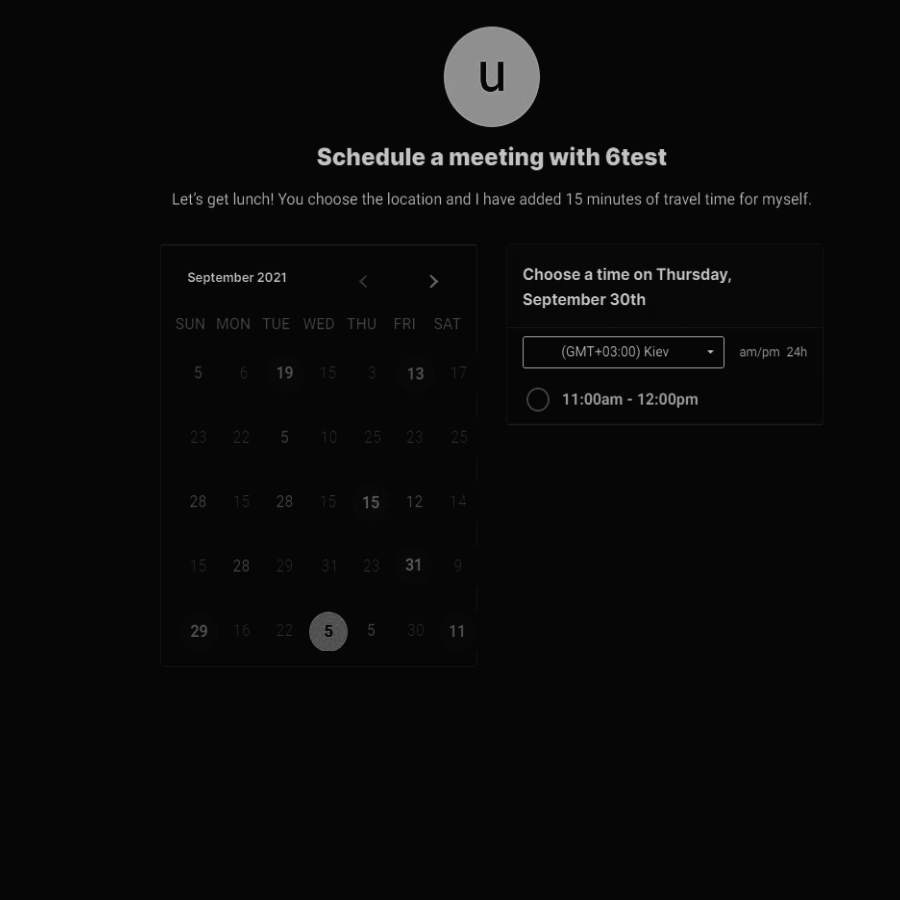 u
Schedule a meeting with 6test
Let's get lunch! You choose the location and I have added 15 minutes of travel time for myself.
September 2021
SUN MON TUE WED THU FRI SAT
5 6 19 15 3 13 17
23 22 5 10 25 23 25
28 15 28 15 15 12 14
15 28 29 31 23 31 9
29 16 22 5 5 30 11
Choose a time on Thursday,
September 30th
(GMT+03:00) Kiev am/pm 24h
11:00am - 12:00pm